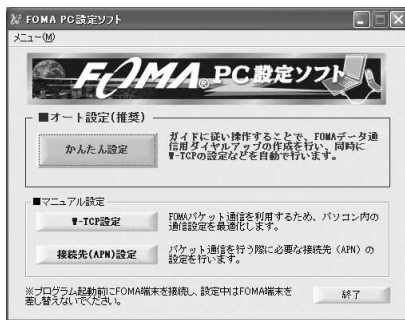 FOMA PC設定ソフト
メニュー(M)
FOMA® PC設定ソフト
■オート設定(推奨)
かんたん設定
ガイドに従い操作することで、FOMAデータ通
信用ダイヤルアップの作成を行い、同時に
W-TCPの設定などを自動で行います。
■マニュアル設定
W-TCP設定
FOMAパケット通信を利用するため、パソコン内の
通信設定を最適化します。
接続先(APN)設定
パケット通信を行う際に必要な接続先（APN）の
設定を行います。
※プログラム起動前にFOMA端末を接続し、設定中はFOMA端末を
差し替えないでください。
終了